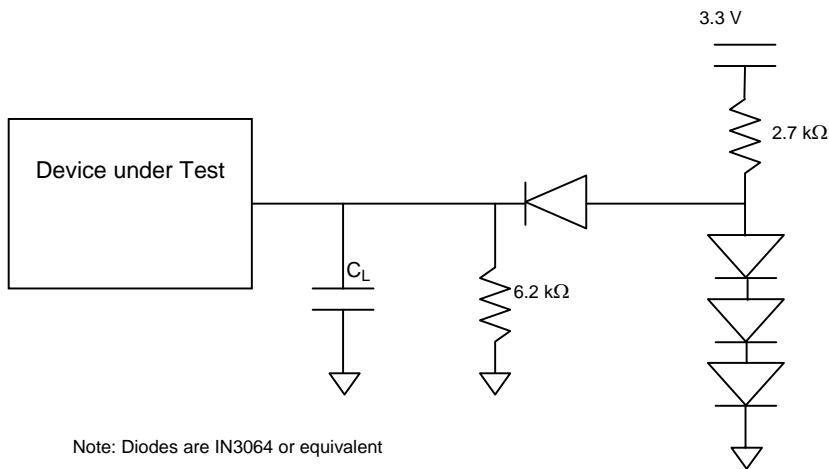 3.3 V
2.7 kΩ
Device under Test
CL
6.2 kΩ
Note: Diodes are IN3064 or equivalent